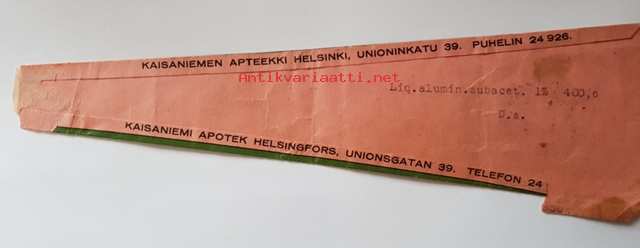 KAISANIEMEN APTEEKKI HELSINKI, UNIONINKATU 39. PUHELIN 24 926.
Antikvariaatti.net
Liq.alumin.subacet. 1% 400,0
D.s.
KAISANIEMI APOTEK HELSINGFORS, UNIONSGATAN 39. TELEFON 24